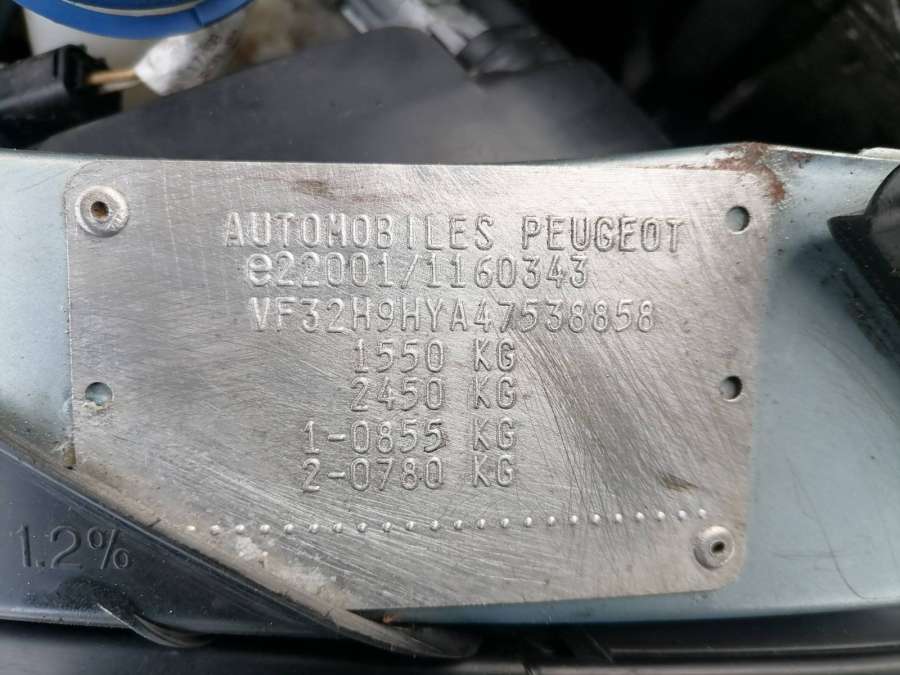 AUTOMOBILES PEUGEOT
e22001/1160343
VF32H9HYA47538858
1550 KG
2450 KG
1-0855 KG
2-0780 KG
1.2%